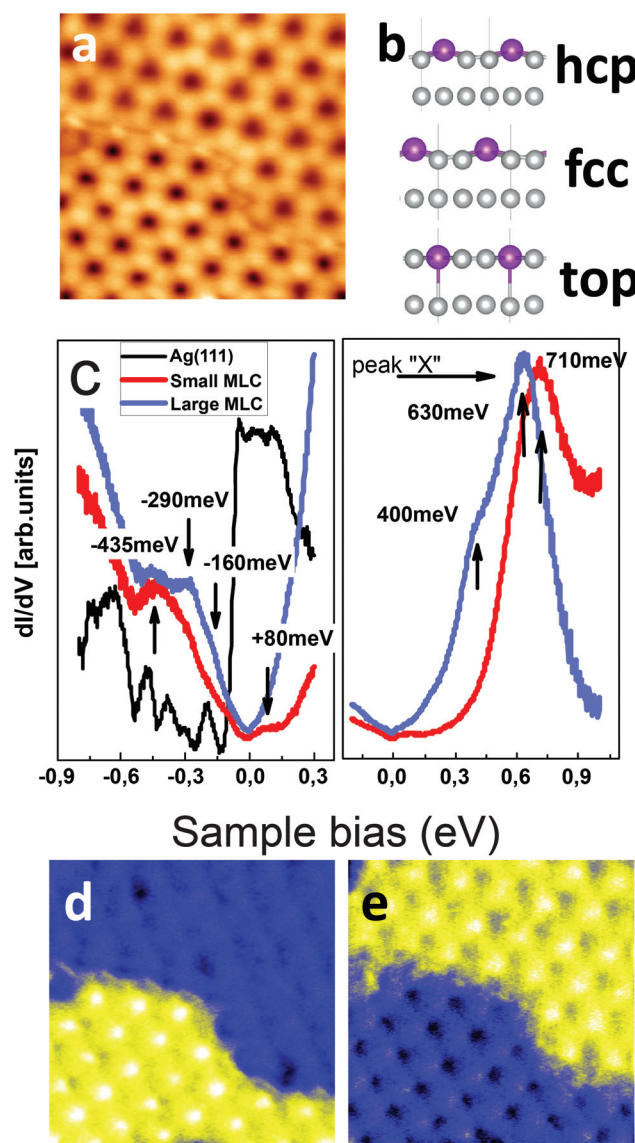 a
b
hcp
fcc
top
C
Ag(111)
Small MLC
Large MLC
-290meV
-435meV
-160meV
+80meV
dI/dV [arb.units]
-0,9
-0,6
-0,3
0,0
0,3
peak "X"
710meV
630meV
400meV
0,0
0,3
0,6
0,9
Sample bias (eV)
d
e